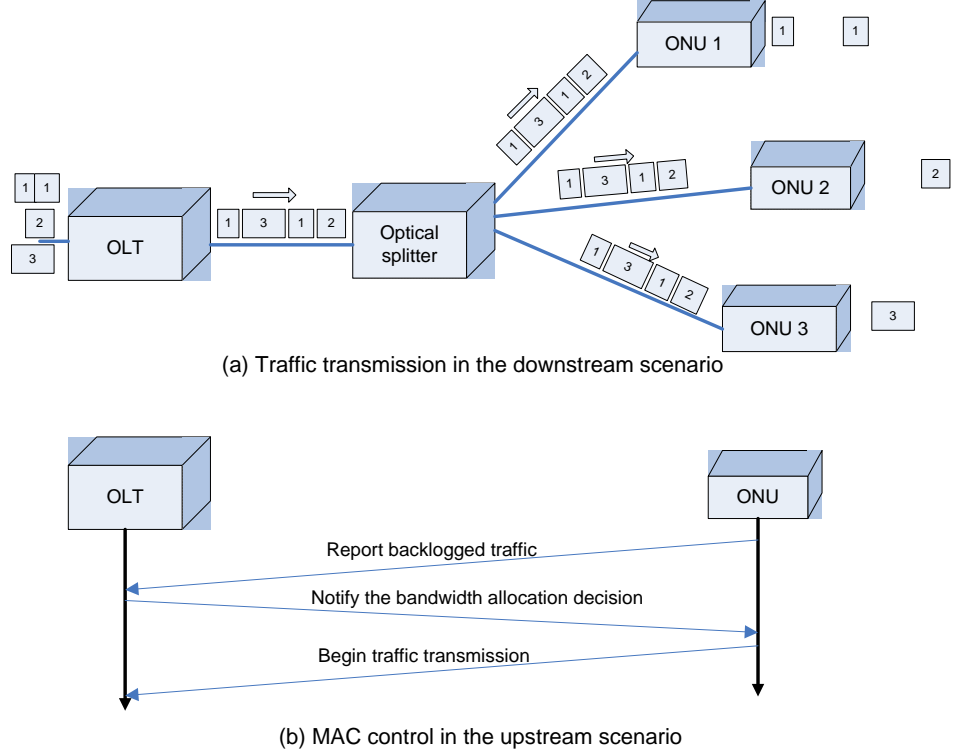 ONU 1
1 1
1 3 1 2
1 3 1 2
ONU 2
2
1 1
2
3
OLT
1 3 1 2
Optical
splitter
1 3 1 2
ONU 3
3
(a) Traffic transmission in the downstream scenario
OLT
ONU
Report backlogged traffic
Notify the bandwidth allocation decision
Begin traffic transmission
(b) MAC control in the upstream scenario